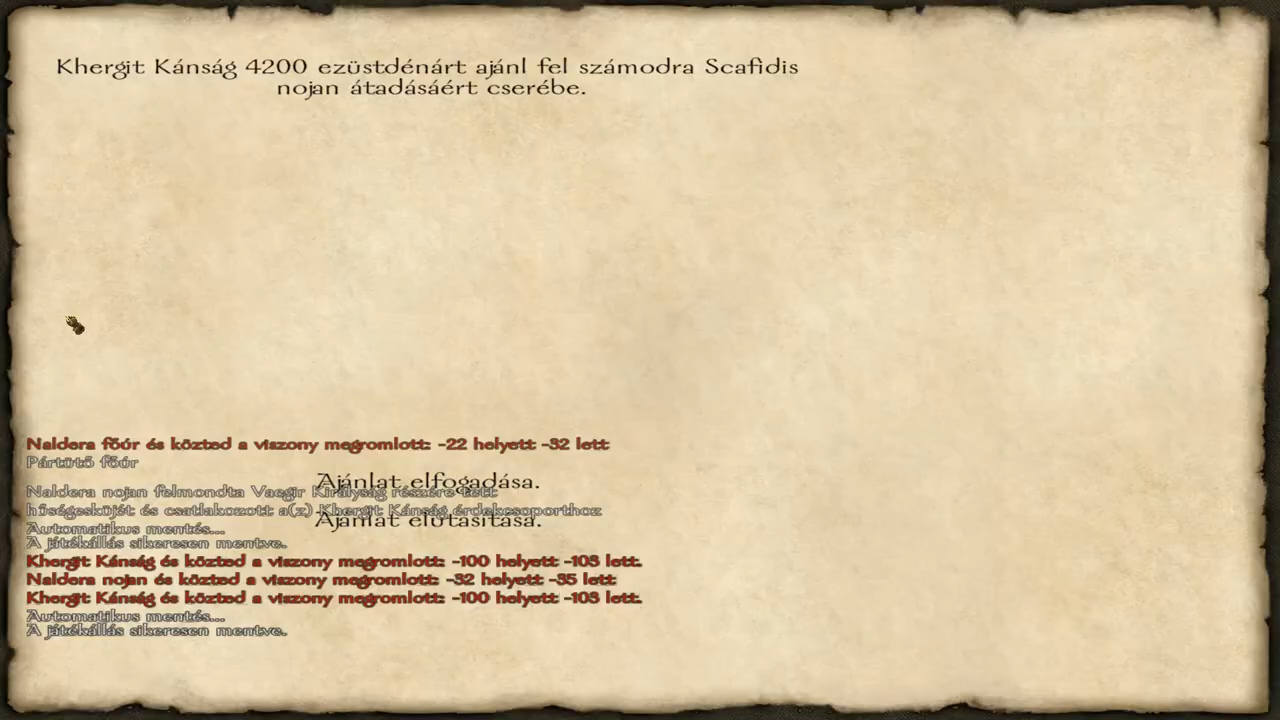 Khergit Kánság 4200 ezüstdénárt ajánl fel számodra Scafidis
nojan átadásáért cserébe.
Naldera főúr és közted a viszony megromlott: -22 helyett -32 lett
Pártütő főúr
Ajánlat elfogadása.
Naldera nojan felmondta Vaegir Királyság részére tett
hűségesküjét és csatlakozott a(z) Khergit Kánság érdekcsoporthoz
Ajánlat elutasítása.
Automatikus mentés...
A játékállás sikeresen mentve.
Khergit Kánság és közted a viszony megromlott: -100 helyett -103 lett.
Naldera nojan és közted a viszony megromlott: -32 helyett -35 lett
Khergit Kánság és közted a viszony megromlott: -100 helyett -103 lett.
Automatikus mentés...
A játékállás sikeresen mentve.